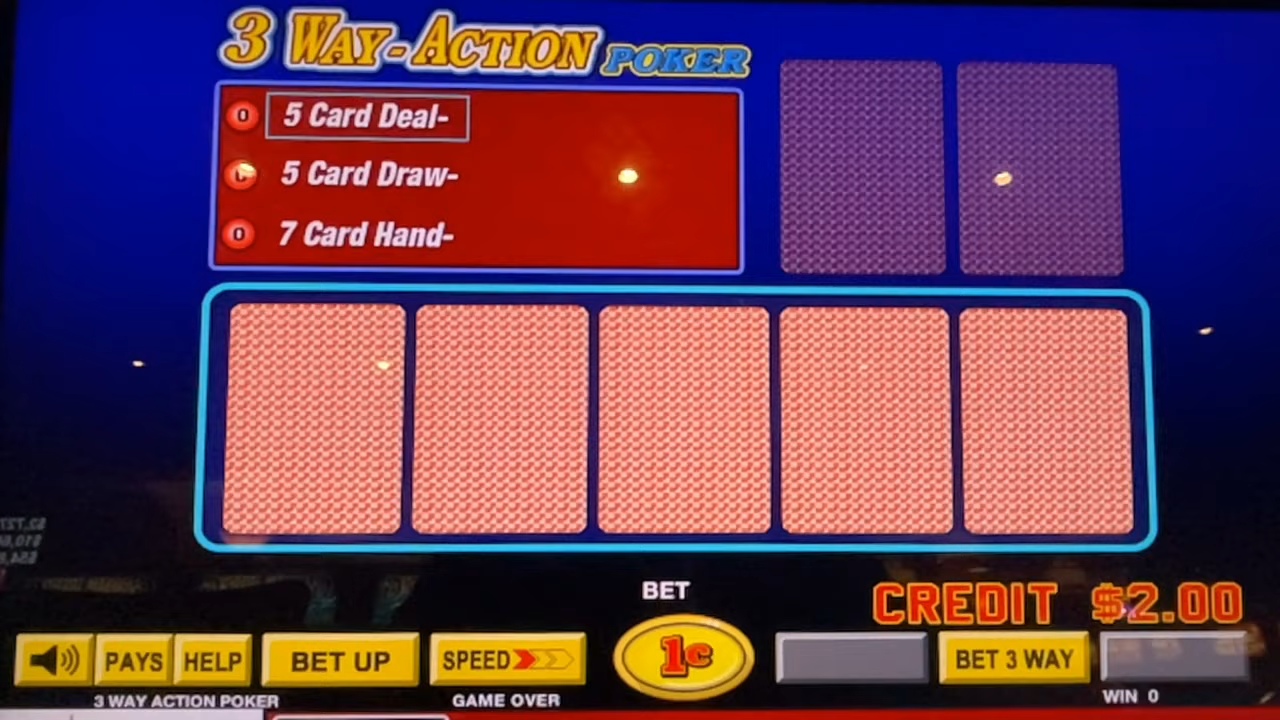 3 WAY-ACTION POKER
0 5 Card Deal-
5 Card Draw-
0 7 Card Hand-
BET
CREDIT $2.00
PAYS
HELP
BET UP
SPEED
1¢
BET 3 WAY
3 WAY ACTION POKER
GAME OVER
WIN 0